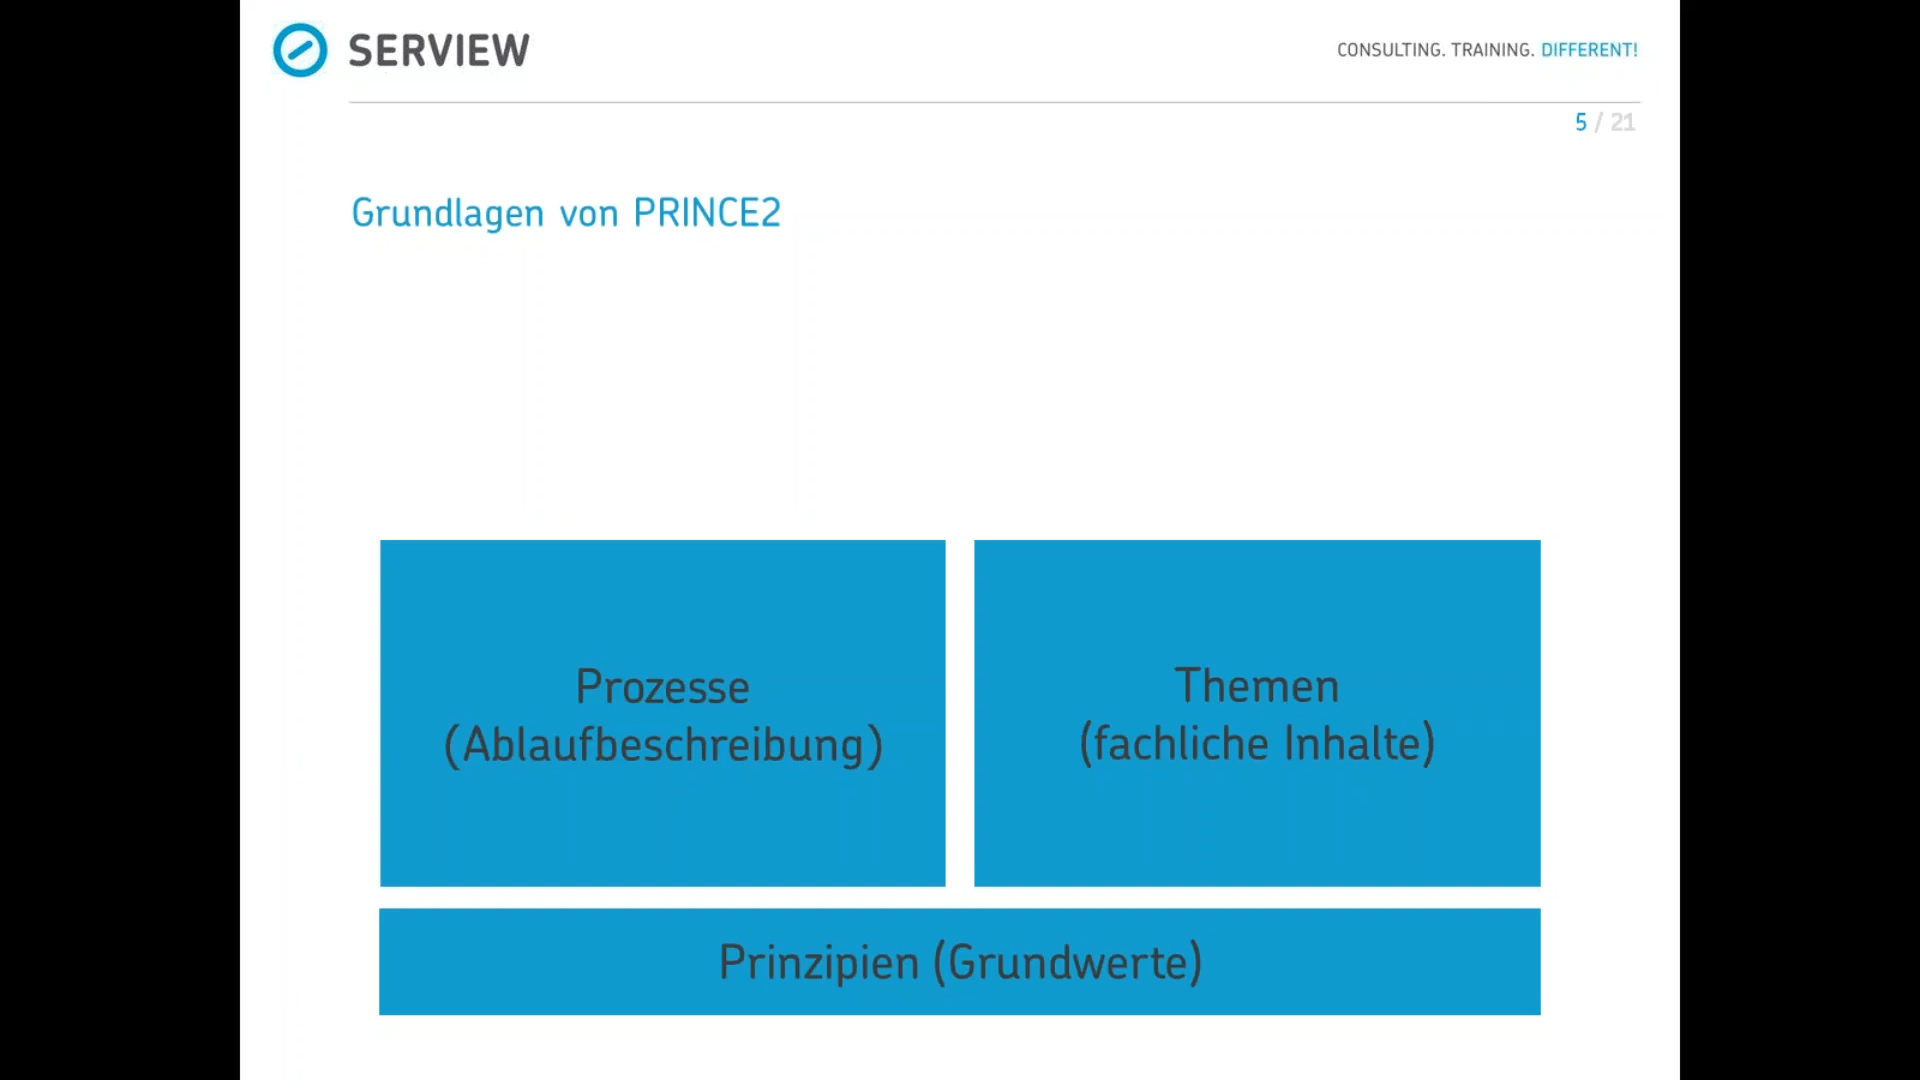 SERVIEW
CONSULTING. TRAINING. DIFFERENT!
5 / 21
Grundlagen von PRINCE2
Prozesse
(Ablaufbeschreibung)
Themen
(fachliche Inhalte)
Prinzipien (Grundwerte)